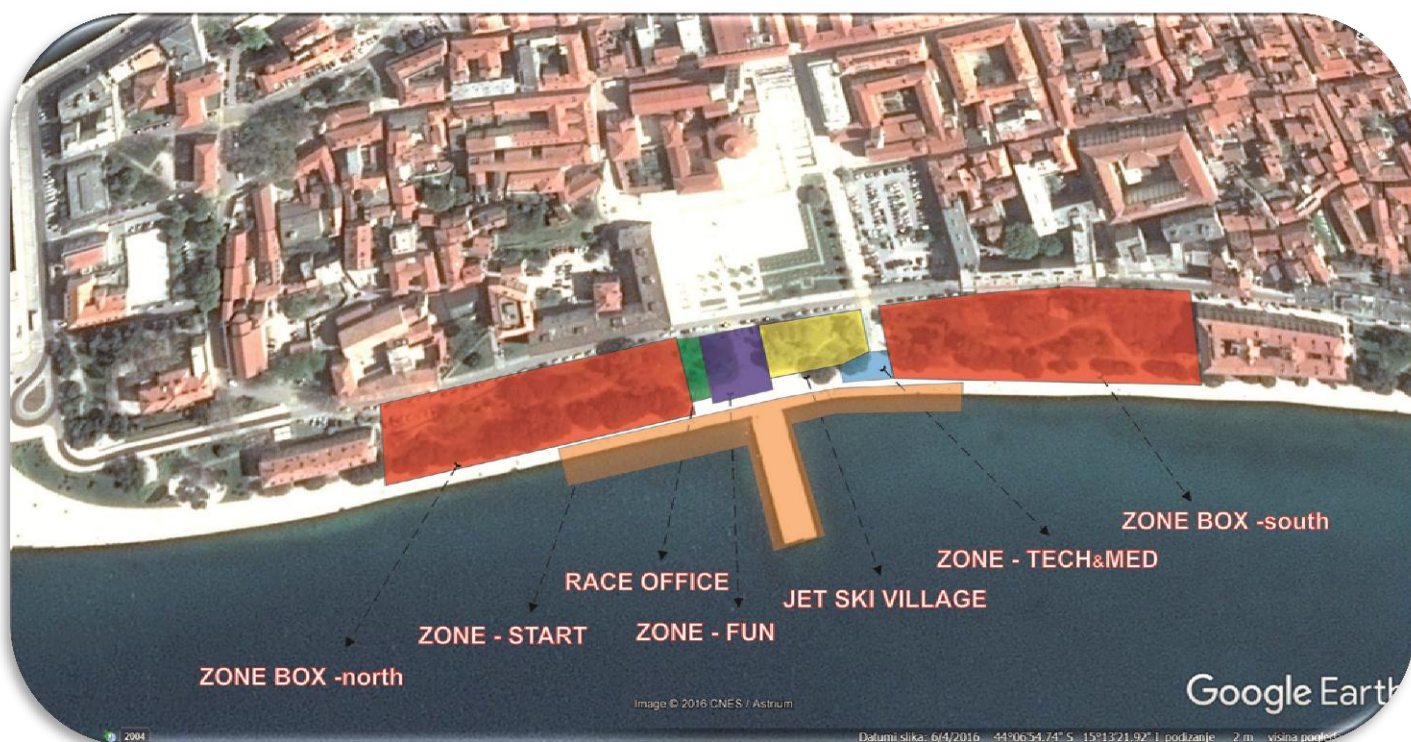 ZONE BOX -south
ZONE - TECH&MED
RACE OFFICE
JET SKI VILLAGE
ZONE - START
ZONE - FUN
ZONE BOX -north
Google Earth
Image © 2016 CNES / Astrium
2004
Datumi slika: 6/4/2016 44°06'54.74" S 15°13'21.92" I podizanje 2 m visina pogled